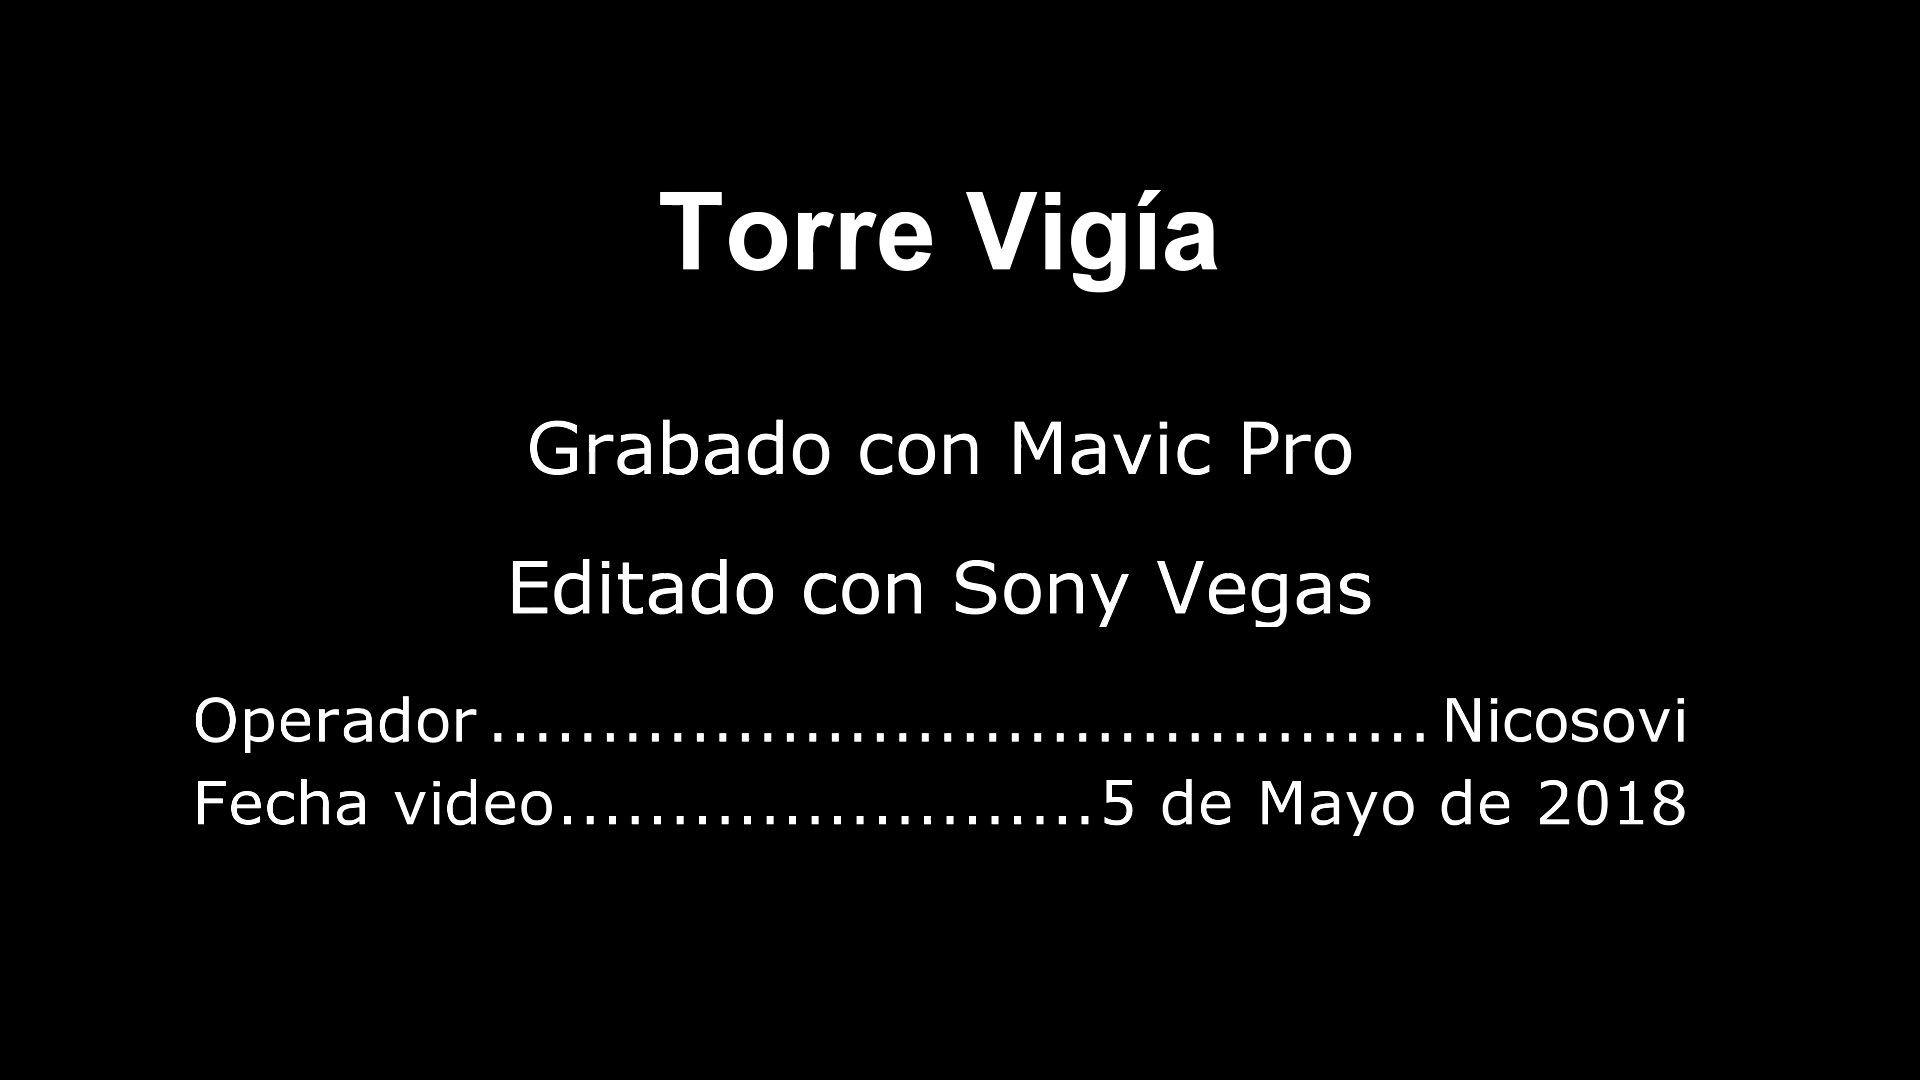 Torre Vigía
Grabado con Mavic Pro
Editado con Sony Vegas
Operador .......................................... Nicosovi
Fecha video........................5 de Mayo de 2018